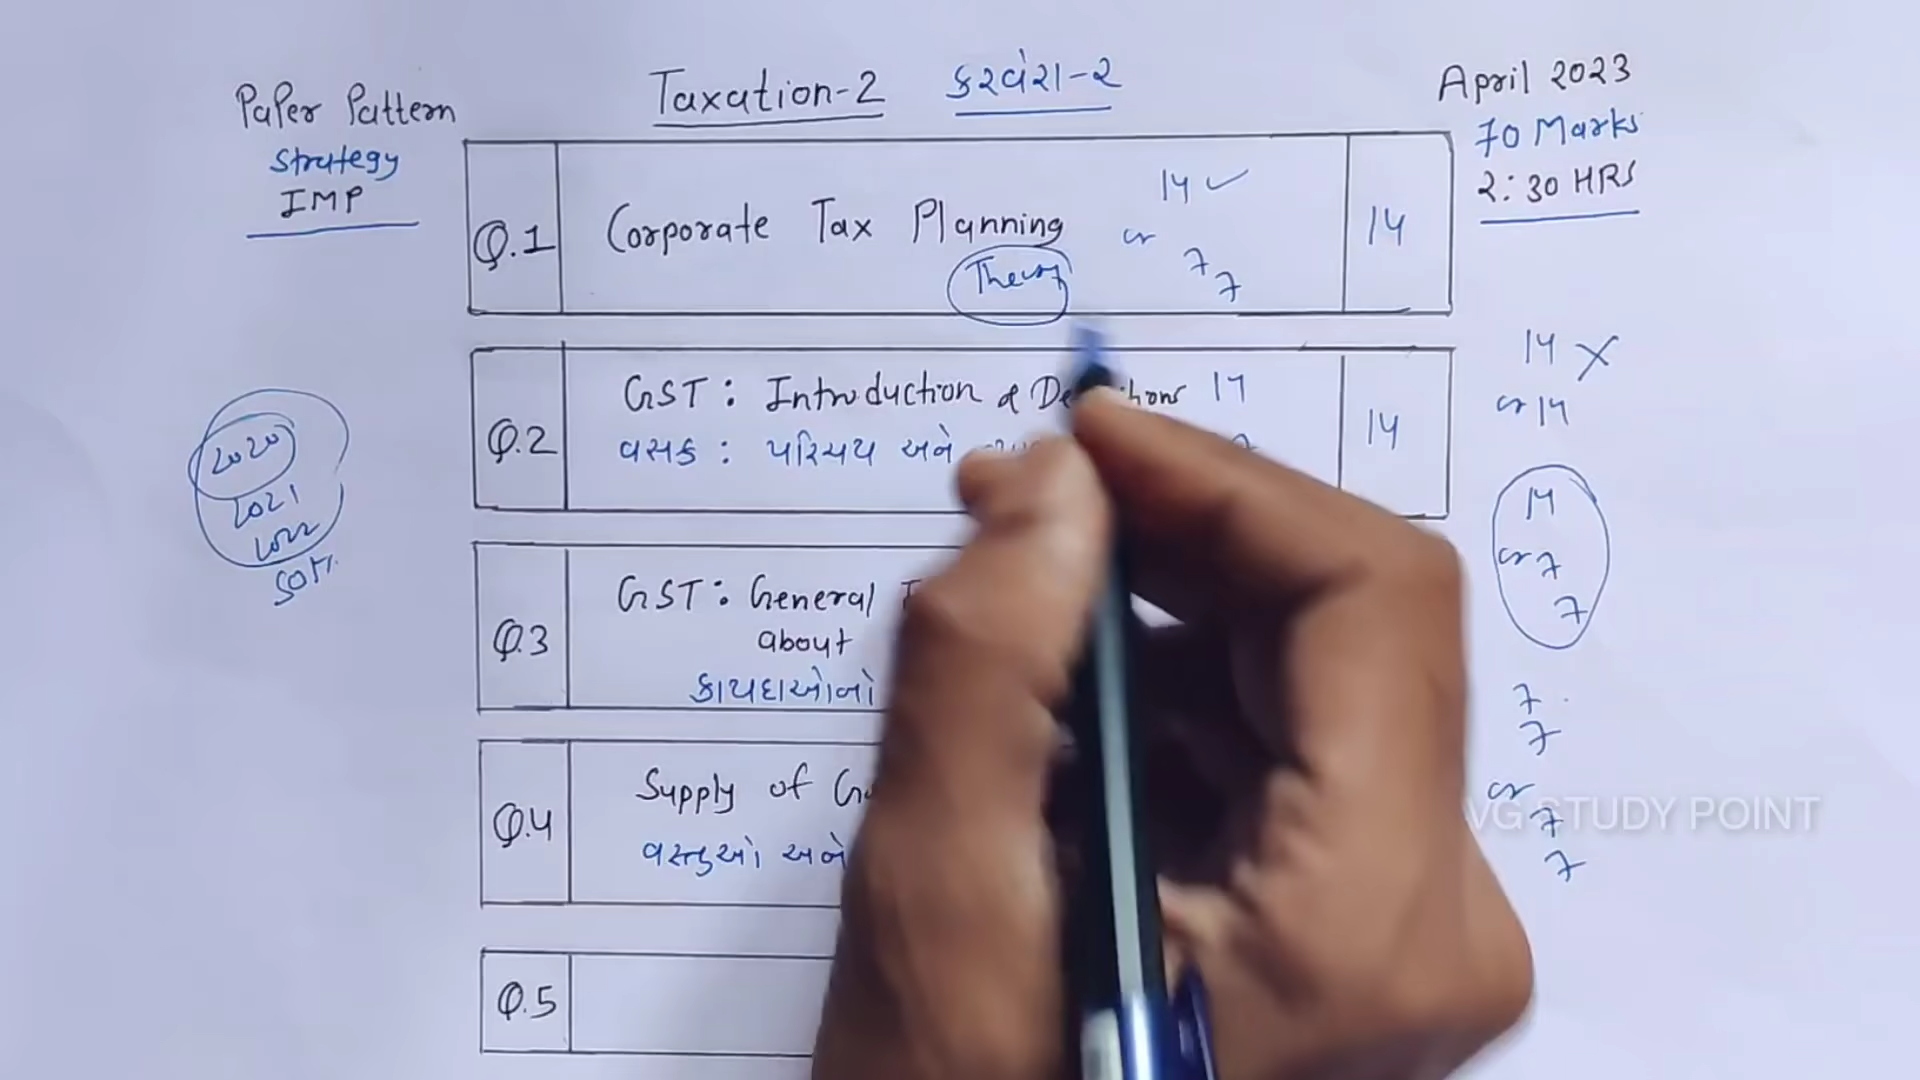 Paper Pattern
Strategy
IMP
Taxation-2 કરવેરા-૨
April 2023
70 Marks
2:30 HRS
Q.1 Corporate Tax Planning 14
Theory
14 ✓
or 7
7
Q.2 GST: Introduction & 14 14
વસક : પરિચય અને
Q.3 GST: General
about
કાયદાઓનો
Q.4 Supply of
વસ્તુઓ અને
Q.5
2020
2021
2022
14 X
or 14
14
or 7
7
7
7
or
7
7
VG STUDY POINT